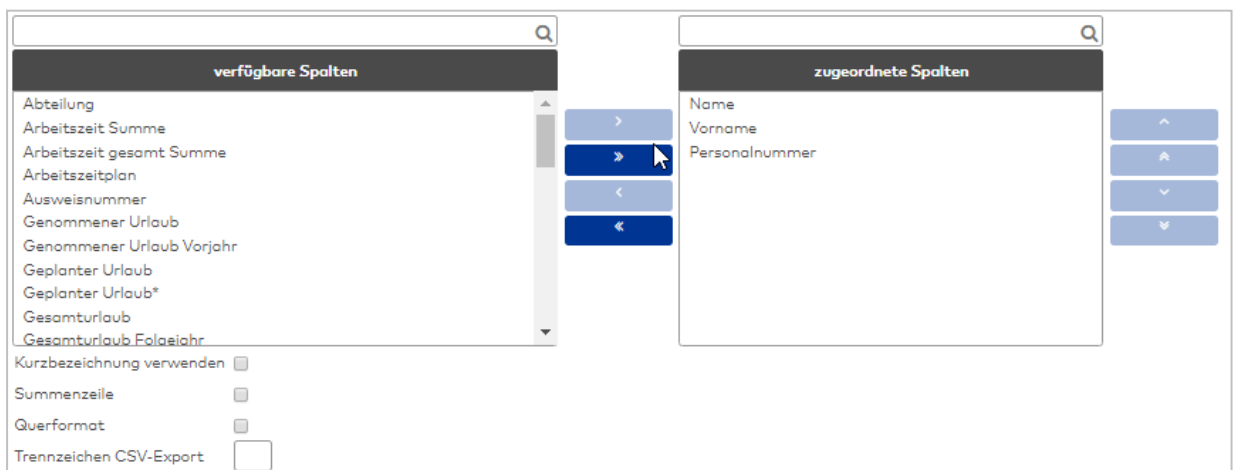 verfügbare Spalten
Abteilung
Arbeitszeit Summe
Arbeitszeit gesamt Summe
Arbeitszeitplan
Ausweisnummer
Genommener Urlaub
Genommener Urlaub Vorjahr
Geplanter Urlaub
Geplanter Urlaub*
Gesamturlaub
Gesamturlaub Folgejahr
>
»
<
«
zugeordnete Spalten
Name
Vorname
Personalnummer
Kurzbezeichnung verwenden
Summenzeile
Querformat
Trennzeichen CSV-Export